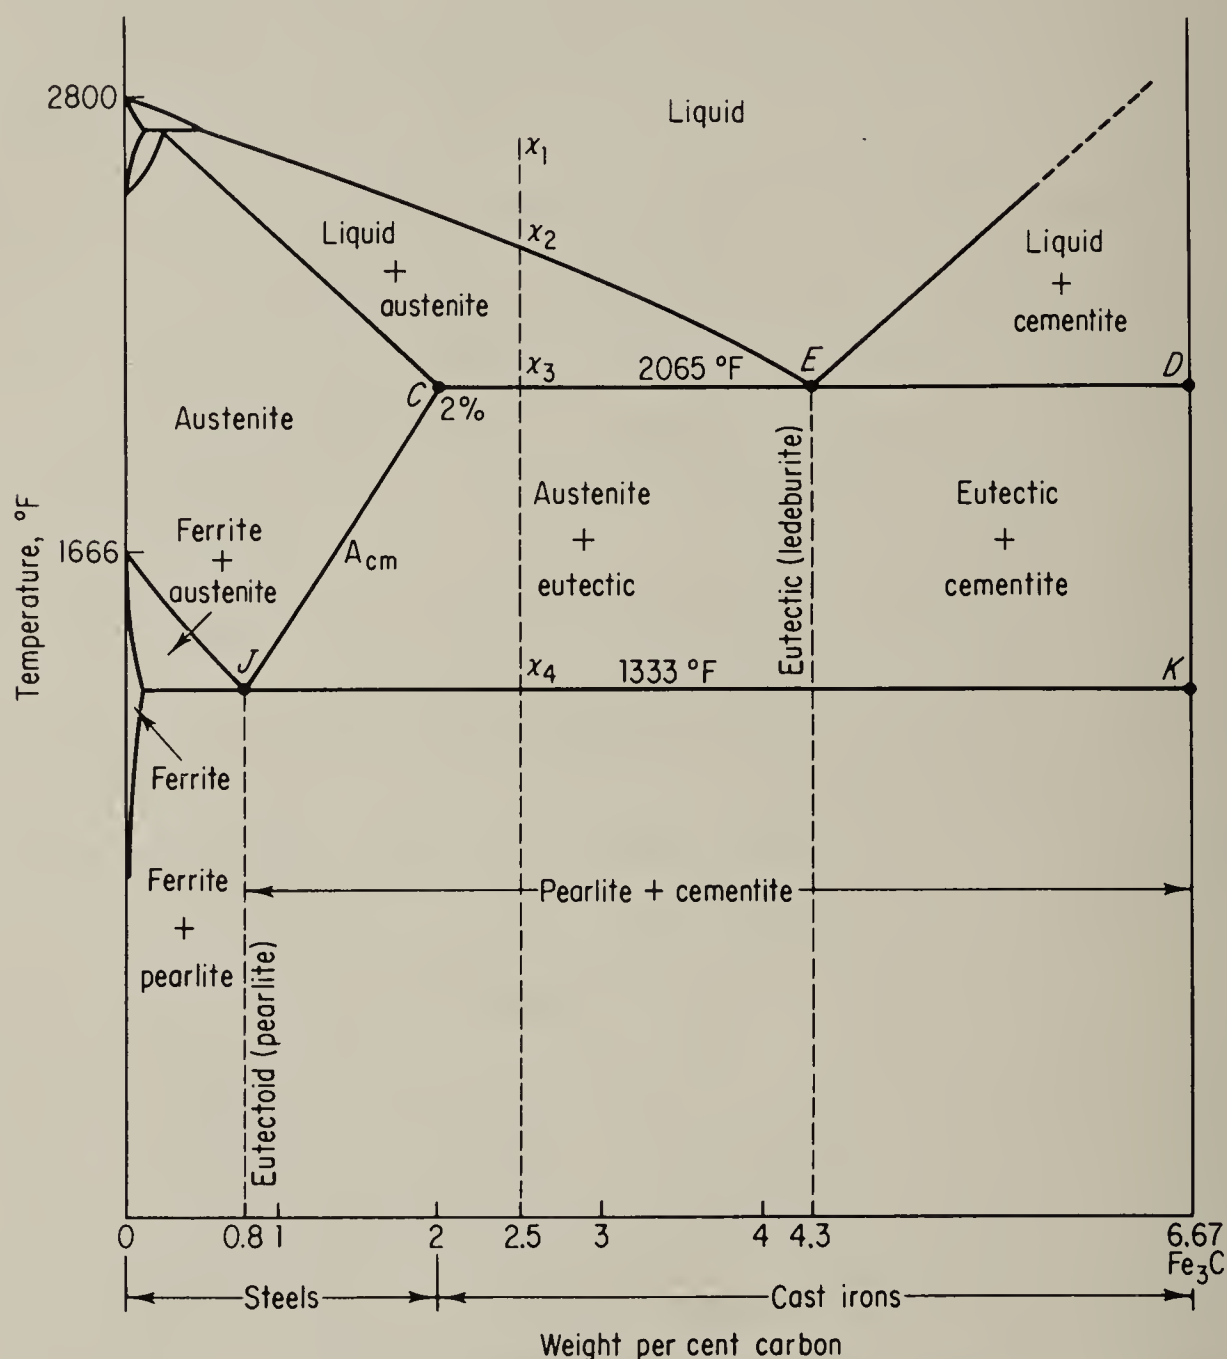 2800
Liquid
x₁
x₂
Liquid
+
austenite
Liquid
+
cementite
x₃
2065 °F
E
D
C
2%
Austenite
Eutectic (ledeburite)
Austenite
+
eutectic
Eutectic
+
cementite
Temperature, °F
1666
Ferrite
+
austenite
Acm
J
x₄
1333 °F
K
Ferrite
Ferrite
+
pearlite
Pearlite + cementite
Eutectoid (pearlite)
0 0.8 1 2 2.5 3 4 4.3 6.67
Fe₃C
Steels Cast irons
Weight per cent carbon